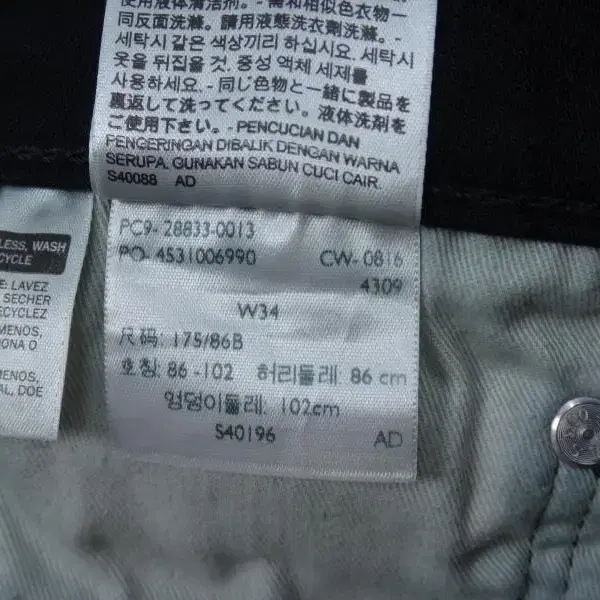 液体清洁剂。- 需和相似色衣物一
同反面洗滌。請用液態洗衣劑洗滌。-
세탁시 같은 색상끼리 하십시요. 세탁시
옷을 뒤집을 것. 중성 액체 세제를
사용하세요. - 同じ色物と一緒に製品を
裏返して洗ってください。液体洗剤を
ご使用下さい。- PENCUCIAN DAN
PENGERINGAN DIBALIK DENGAN WARNA
SERUPA. GUNAKAN SABUN CUCI CAIR.
S40088 AD
PC9- 28833-0013
PO- 4531006990 CW- 0816
4309
W34
尺码: 175/86B
호칭: 86 -102 허리둘레: 86 cm
엉덩이둘레: 102cm
S40196 AD
LESS, WASH
CYCLE
E: LAVEZ
SECHER
ECYCLEZ
MENOS,
DONA O
MENOS,
AL, DOE